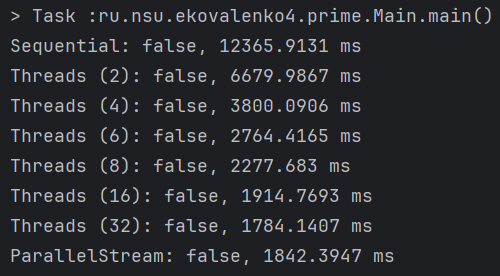 > Task :ru.nsu.ekovalenko4.prime.Main.main()
Sequential: false, 12365.9131 ms
Threads (2): false, 6679.9867 ms
Threads (4): false, 3800.0906 ms
Threads (6): false, 2764.4165 ms
Threads (8): false, 2277.683 ms
Threads (16): false, 1914.7693 ms
Threads (32): false, 1784.1407 ms
ParallelStream: false, 1842.3947 ms